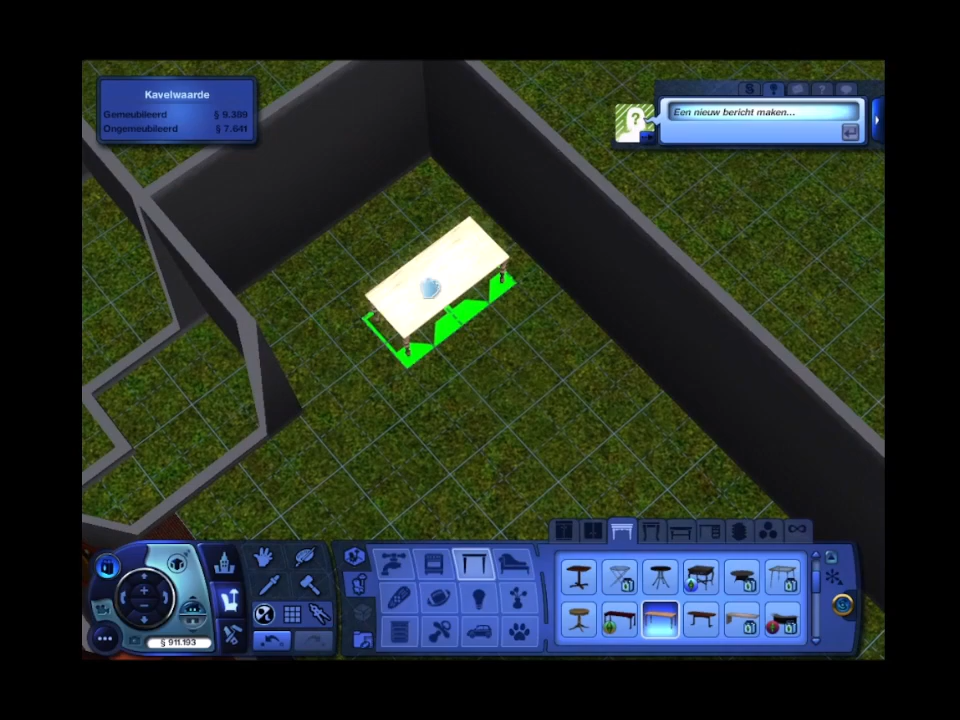 Kavelwaarde
Gemeubileerd § 9.389
Ongemeubileerd § 7.641
Een nieuw bericht maken...
§ 911.193